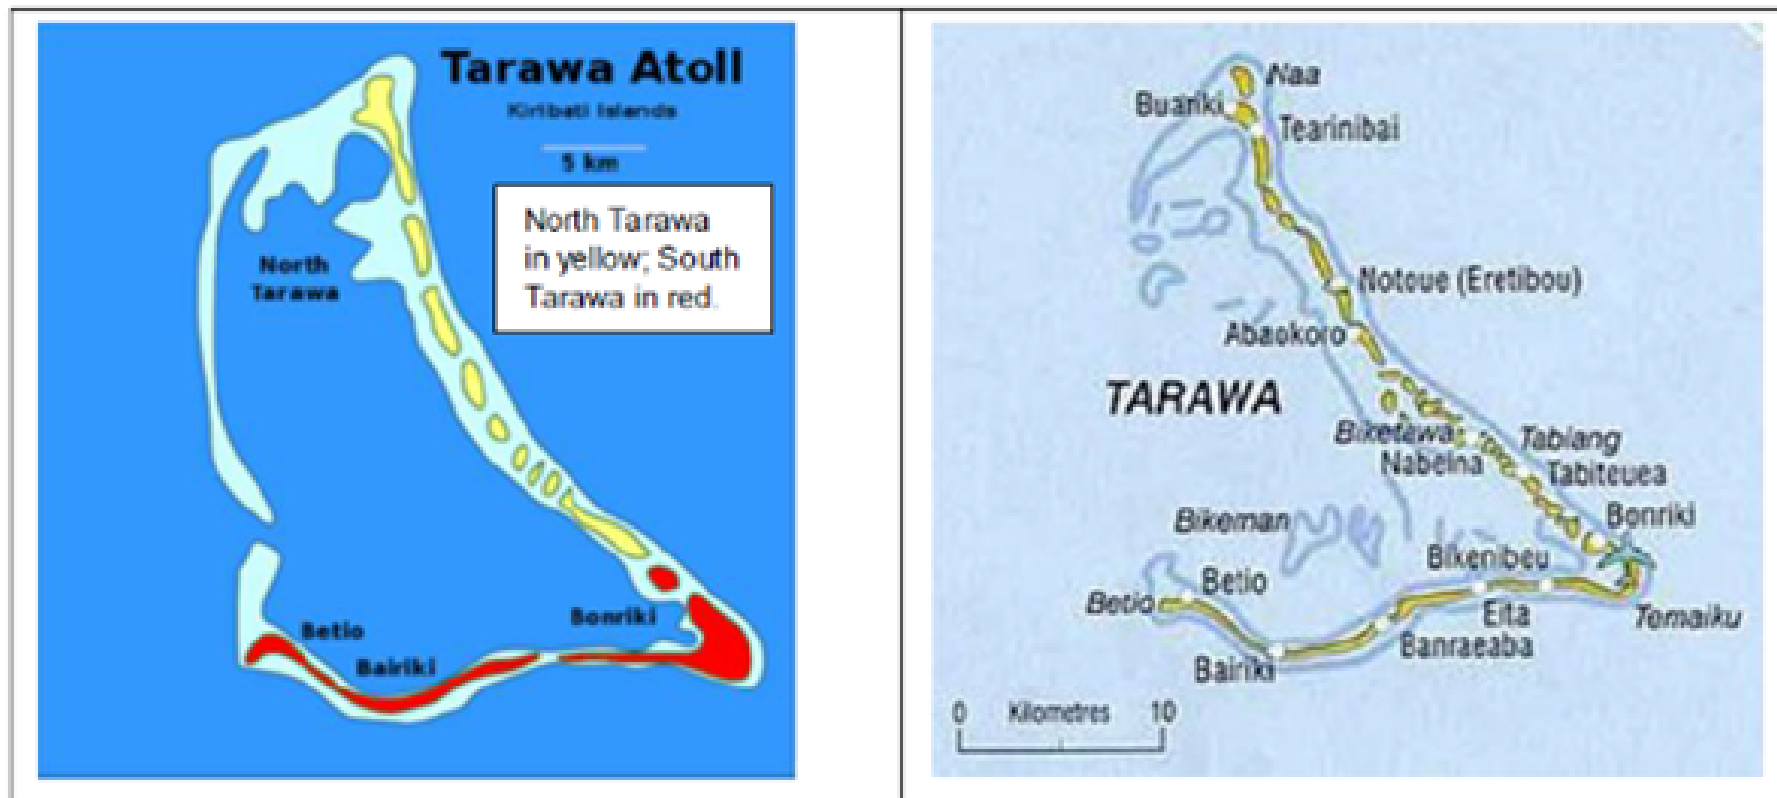 Tarawa Atoll
Kiribati Islands
5 km
North Tarawa
in yellow; South
Tarawa in red.
North
Tarawa
Betio
Bairiki
Bonriki
Naa
Buariki
Tearinibai
Notoue (Eretibou)
Abaokoro
TARAWA
Biketawa
Tabiang
Nabeina
Tabiteuea
Bikeman
Bonriki
Bikenibeu
Betio
Betio
Eita
Temaiku
Banraeaba
Bairiki
0 Kilometres 10